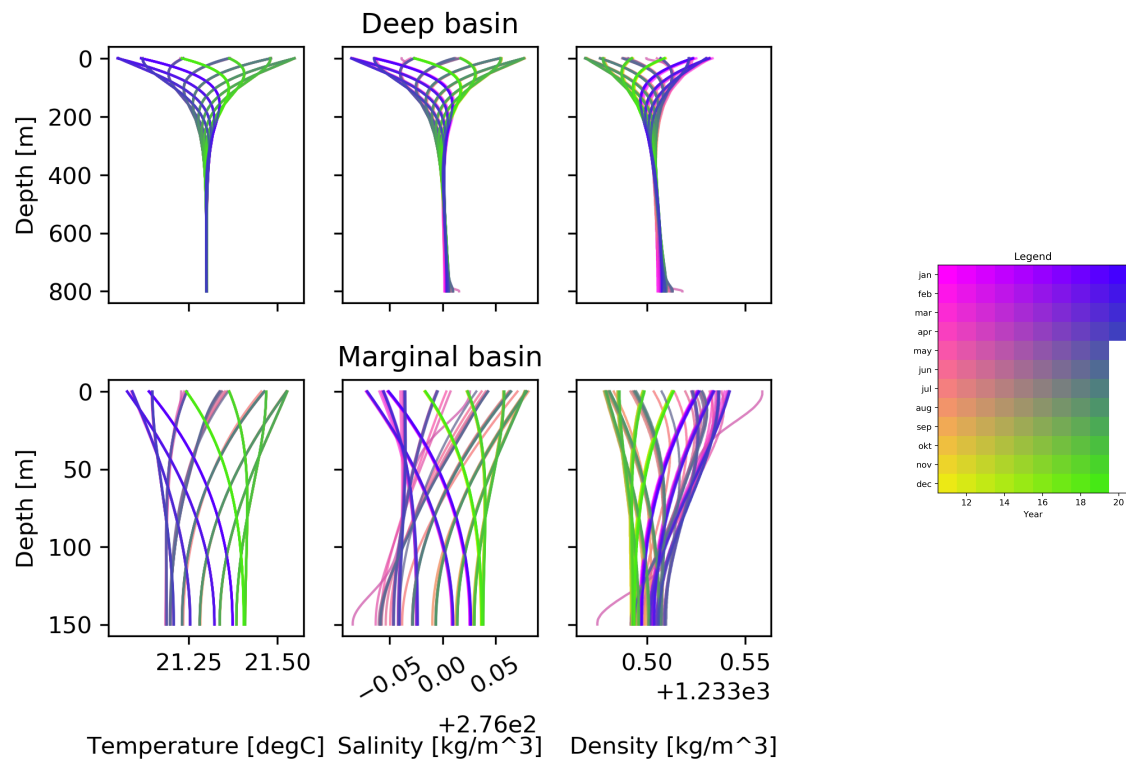 Deep basin
Depth [m]
0
200
400
600
800
Marginal basin
Depth [m]
0
50
100
150
21.25 21.50
−0.05 0.00 0.05
+2.76e2
0.50 0.55
+1.233e3
Temperature [degC] Salinity [kg/m^3] Density [kg/m^3]
Legend
jan
feb
mar
apr
may
jun
jul
aug
sep
okt
nov
dec
12 14 16 18 20
Year